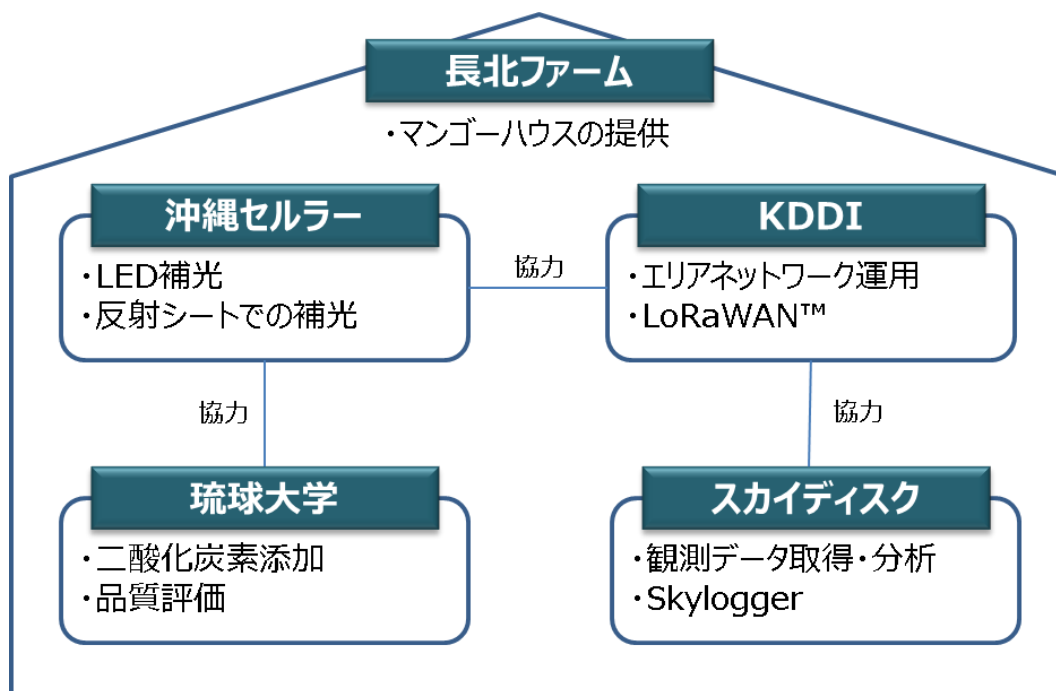 長北ファーム
・マンゴーハウスの提供
沖縄セルラー
・LED補光
・反射シートでの補光
協力
KDDI
・エリアネットワーク運用
・LoRaWAN™
協力
協力
琉球大学
・二酸化炭素添加
・品質評価
スカイディスク
・観測データ取得・分析
・Skylogger